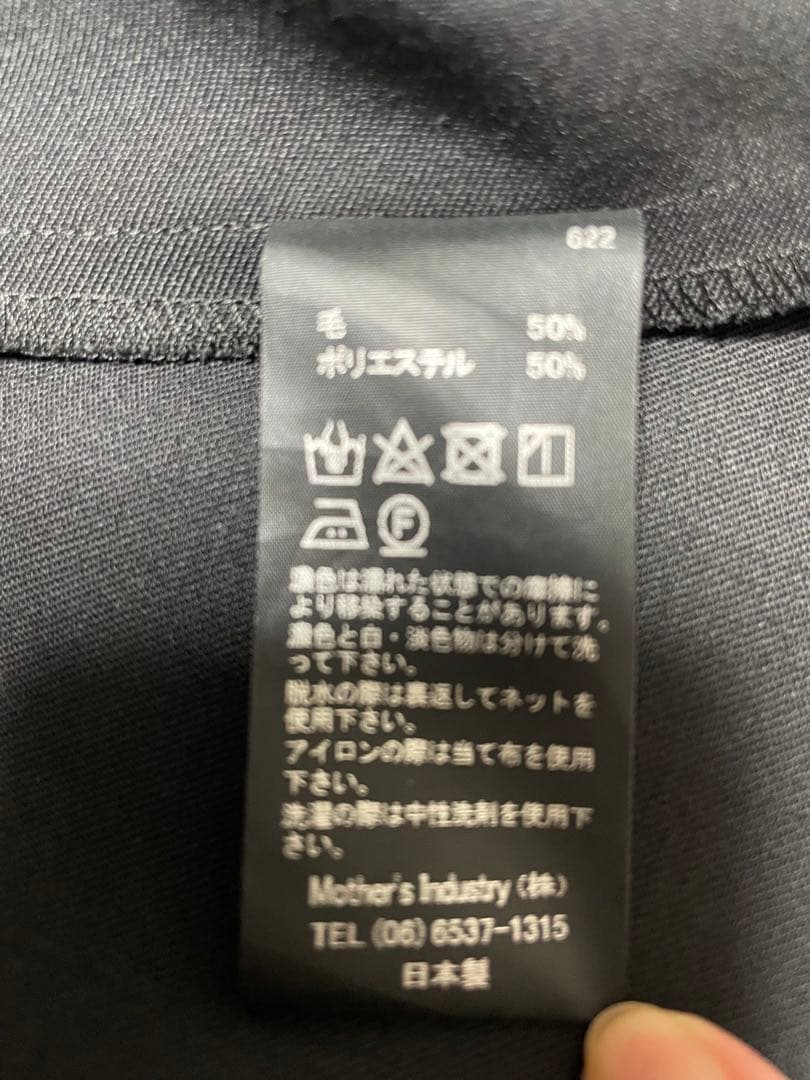 622
毛 50%
ポリエステル 50%
F
濃色は濡れた状態での摩擦に
より移染することがあります。
濃色と白・淡色物は分けて洗
って下さい。
脱水の際は裏返してネットを
使用下さい。
アイロンの際は当て布を使用
下さい。
洗濯の際は中性洗剤を使用下
さい。
Mother's Industry (株)
TEL (06) 6537-1315
日本製